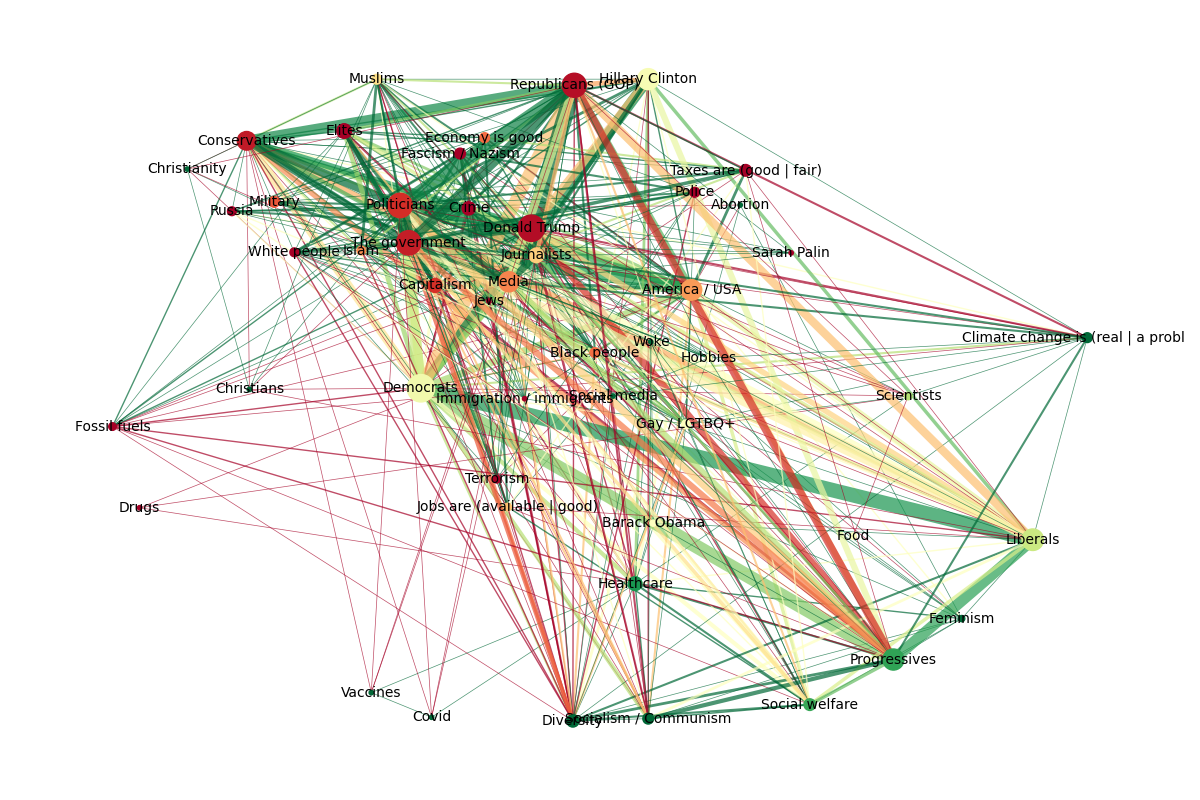 Muslims
Republicans (GOP)
Hillary Clinton
Conservatives
Elites
Economy is good
Fascism / Nazism
Christianity
Taxes are (good | fair)
Police
Military
Russia
Politicians
Crime
Abortion
Donald Trump
The government
White people
Islam
Journalists
Sarah Palin
Capitalism
Media
America / USA
Jews
Climate change is (real | a probl
Woke
Black people
Hobbies
Christians
Democrats
Immigration / immigrants
Social media
Scientists
Fossil fuels
Gay / LGTBQ+
Terrorism
Drugs
Jobs are (available | good)
Barack Obama
Food
Liberals
Healthcare
Feminism
Progressives
Vaccines
Social welfare
Covid
Diversity
Socialism / Communism